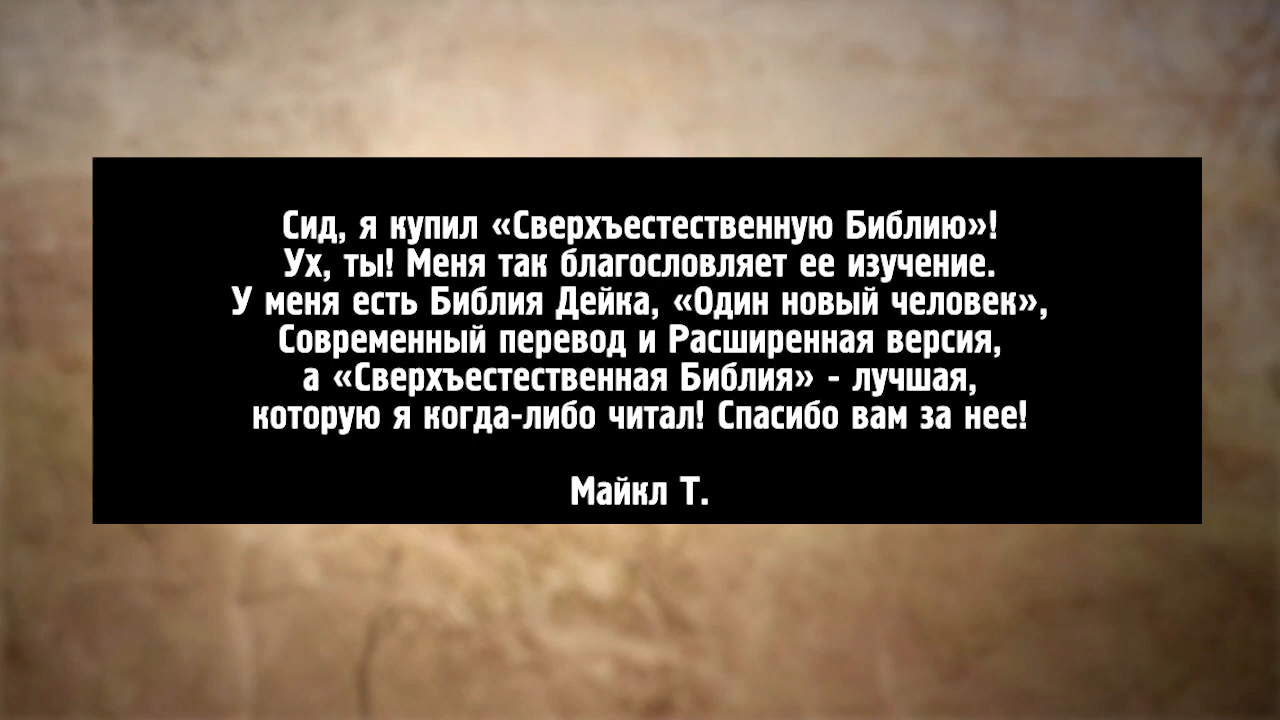 Сид, я купил «Сверхъестественную Библию»!
Ух, ты! Меня так благословляет ее изучение.
У меня есть Библия Дейка, «Один новый человек»,
Современный перевод и Расширенная версия,
а «Сверхъестественная Библия» - лучшая,
которую я когда-либо читал! Спасибо вам за нее!
Майкл Т.